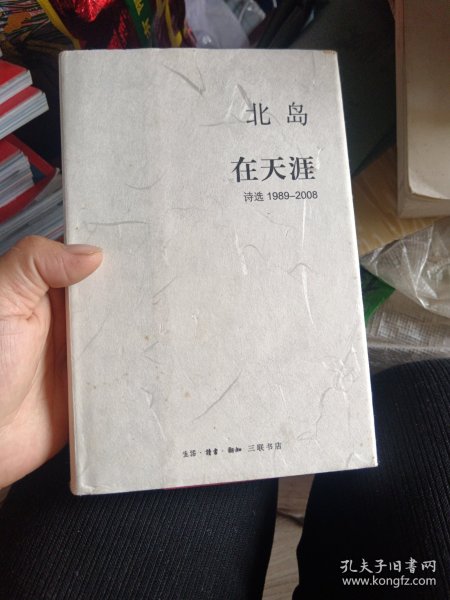 北岛
在天涯
诗选 1989-2008
生活·读书·新知 三联书店
孔夫子旧书网
www.kongfz.com